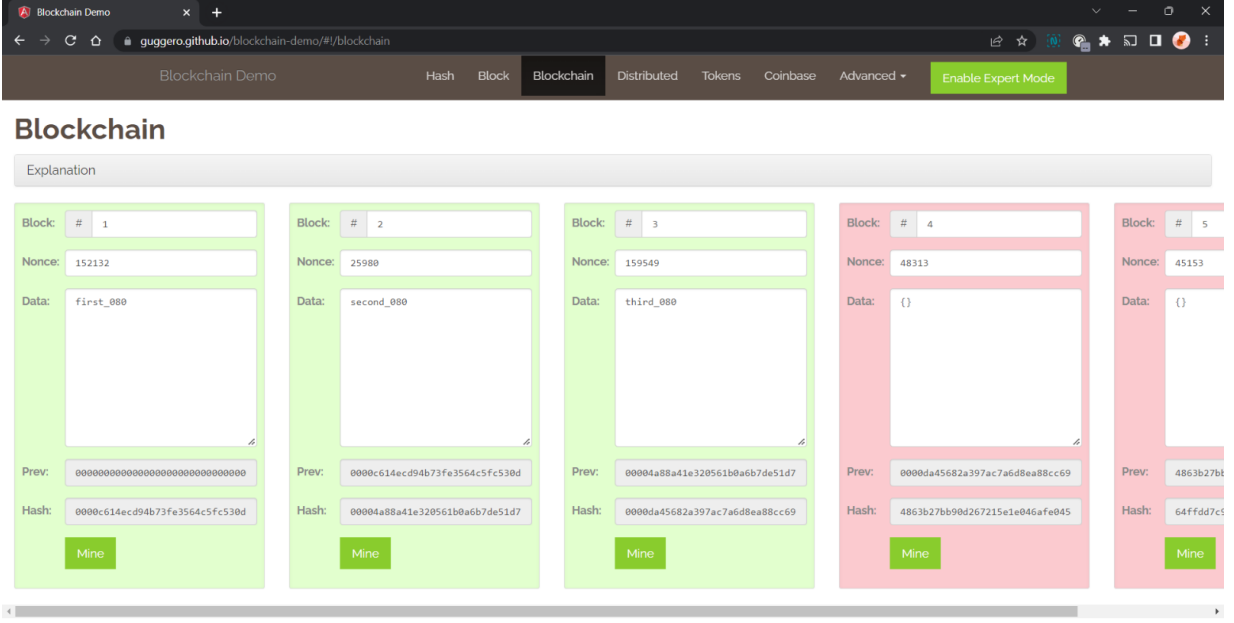 Blockchain Demo
guggero.github.io/blockchain-demo/#!/blockchain
Blockchain Demo Hash Block Blockchain Distributed Tokens Coinbase Advanced Enable Expert Mode
Blockchain
Explanation
Block: # 1
Nonce: 152132
Data: first_080
Prev: 0000000000000000000000000000
Hash: 0000c614ecd94b73fe3564c5fc530d
Mine
Block: # 2
Nonce: 25980
Data: second_080
Prev: 0000c614ecd94b73fe3564c5fc530d
Hash: 00004a88a41e320561b0a6b7de51d7
Mine
Block: # 3
Nonce: 159549
Data: third_080
Prev: 00004a88a41e320561b0a6b7de51d7
Hash: 0000da45682a397ac7a6d8ea88cc69
Mine
Block: # 4
Nonce: 48313
Data: {}
Prev: 0000da45682a397ac7a6d8ea88cc69
Hash: 4863b27bb90d267215e1e046afe045
Mine
Block: # 5
Nonce: 45153
Data: {}
Prev: 4863b27bb
Hash: 64ffdd7c9
Mine